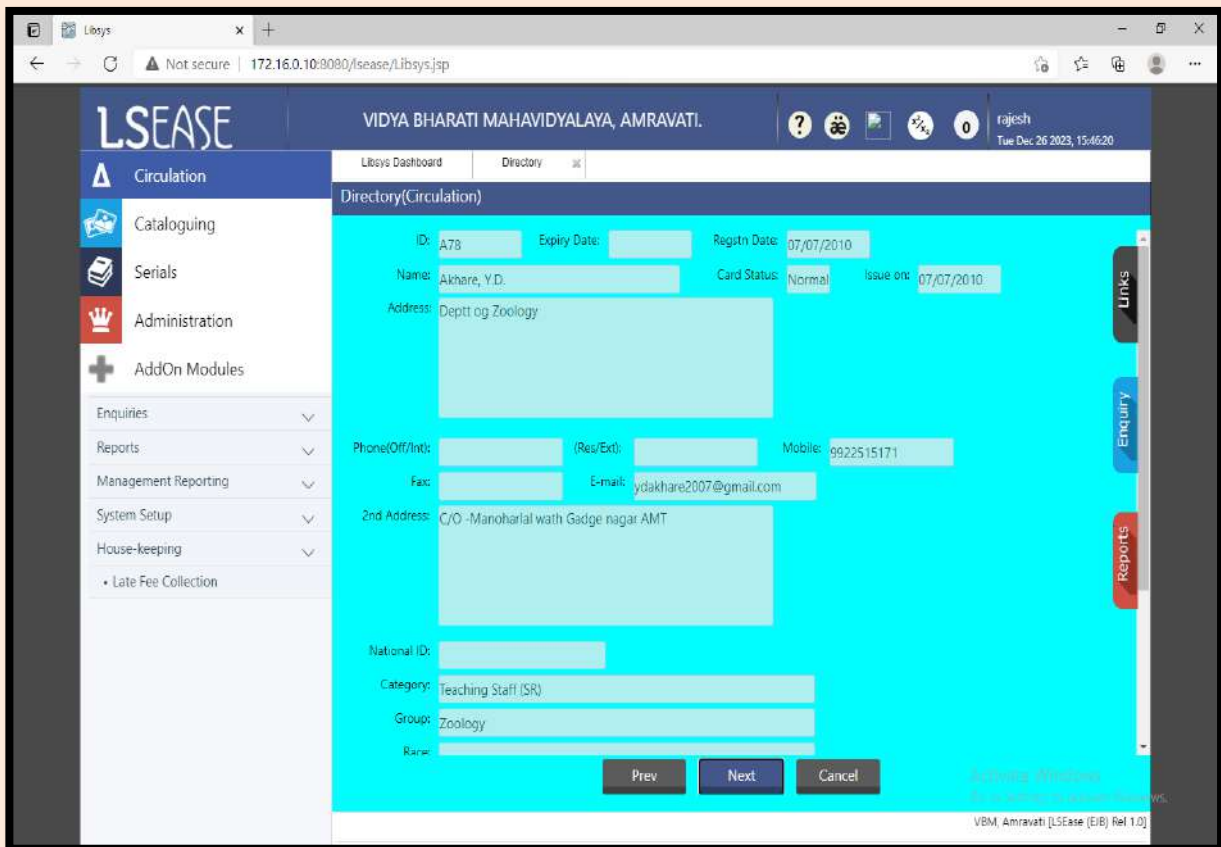 Libsys
Not secure | 172.16.0.10:8080/lsease/Libsys.jsp
LSEASE
VIDYA BHARATI MAHAVIDYALAYA, AMRAVATI.
? æ x²/x₂ 0
rajesh
Tue Dec 26 2023, 15:46:20
Circulation
Cataloguing
Serials
Administration
AddOn Modules
Enquiries
Reports
Management Reporting
System Setup
House-keeping
• Late Fee Collection
Libsys Dashboard Directory
Directory(Circulation)
ID: A78 Expiry Date: Regstn Date: 07/07/2010
Name: Akhare, Y.D. Card Status: Normal Issue on: 07/07/2010
Address: Deptt og Zoology
Phone(Off/Int): (Res/Ext): Mobile: 9922515171
Fax: E-mail: ydakhare2007@gmail.com
2nd Address: C/O -Manoharlal wath Gadge nagar AMT
National ID:
Category: Teaching Staff (SR)
Group: Zoology
Race:
Prev Next Cancel
Links
Enquiry
Reports
Activate Windows
VBM, Amravati [LSEase (EJB) Rel 1.0]